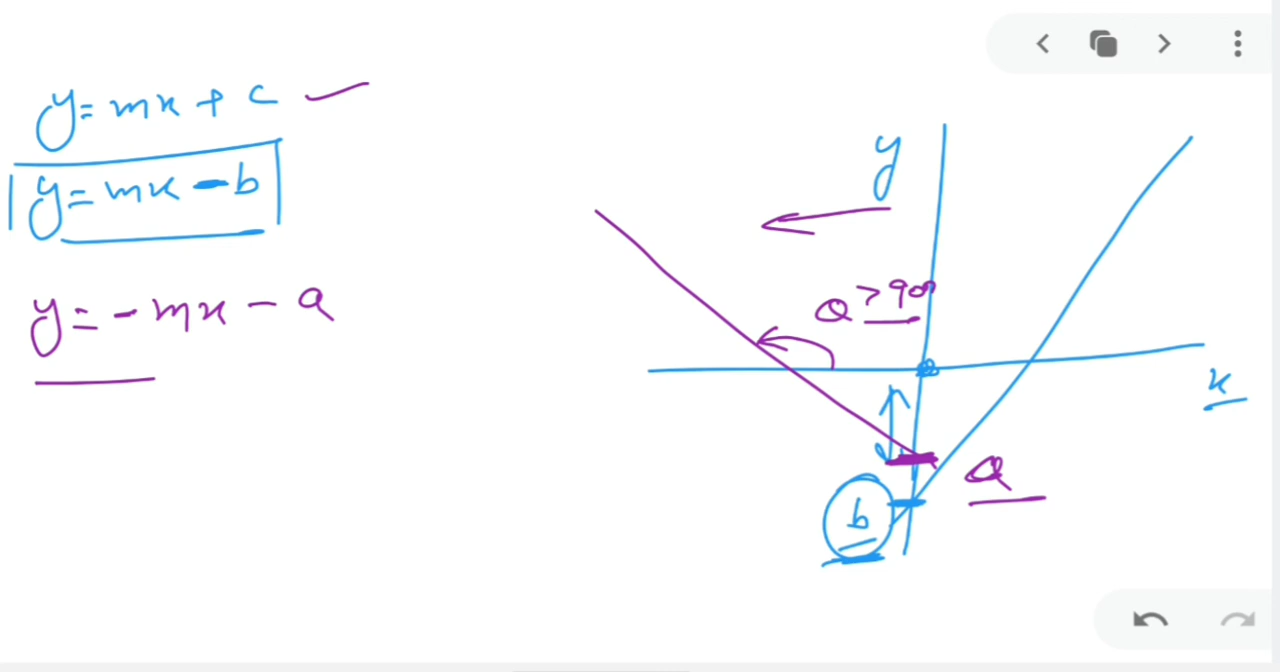 y = mx + c
y = mx - b
y = - mx - a
y
Q > 90°
x
a
b